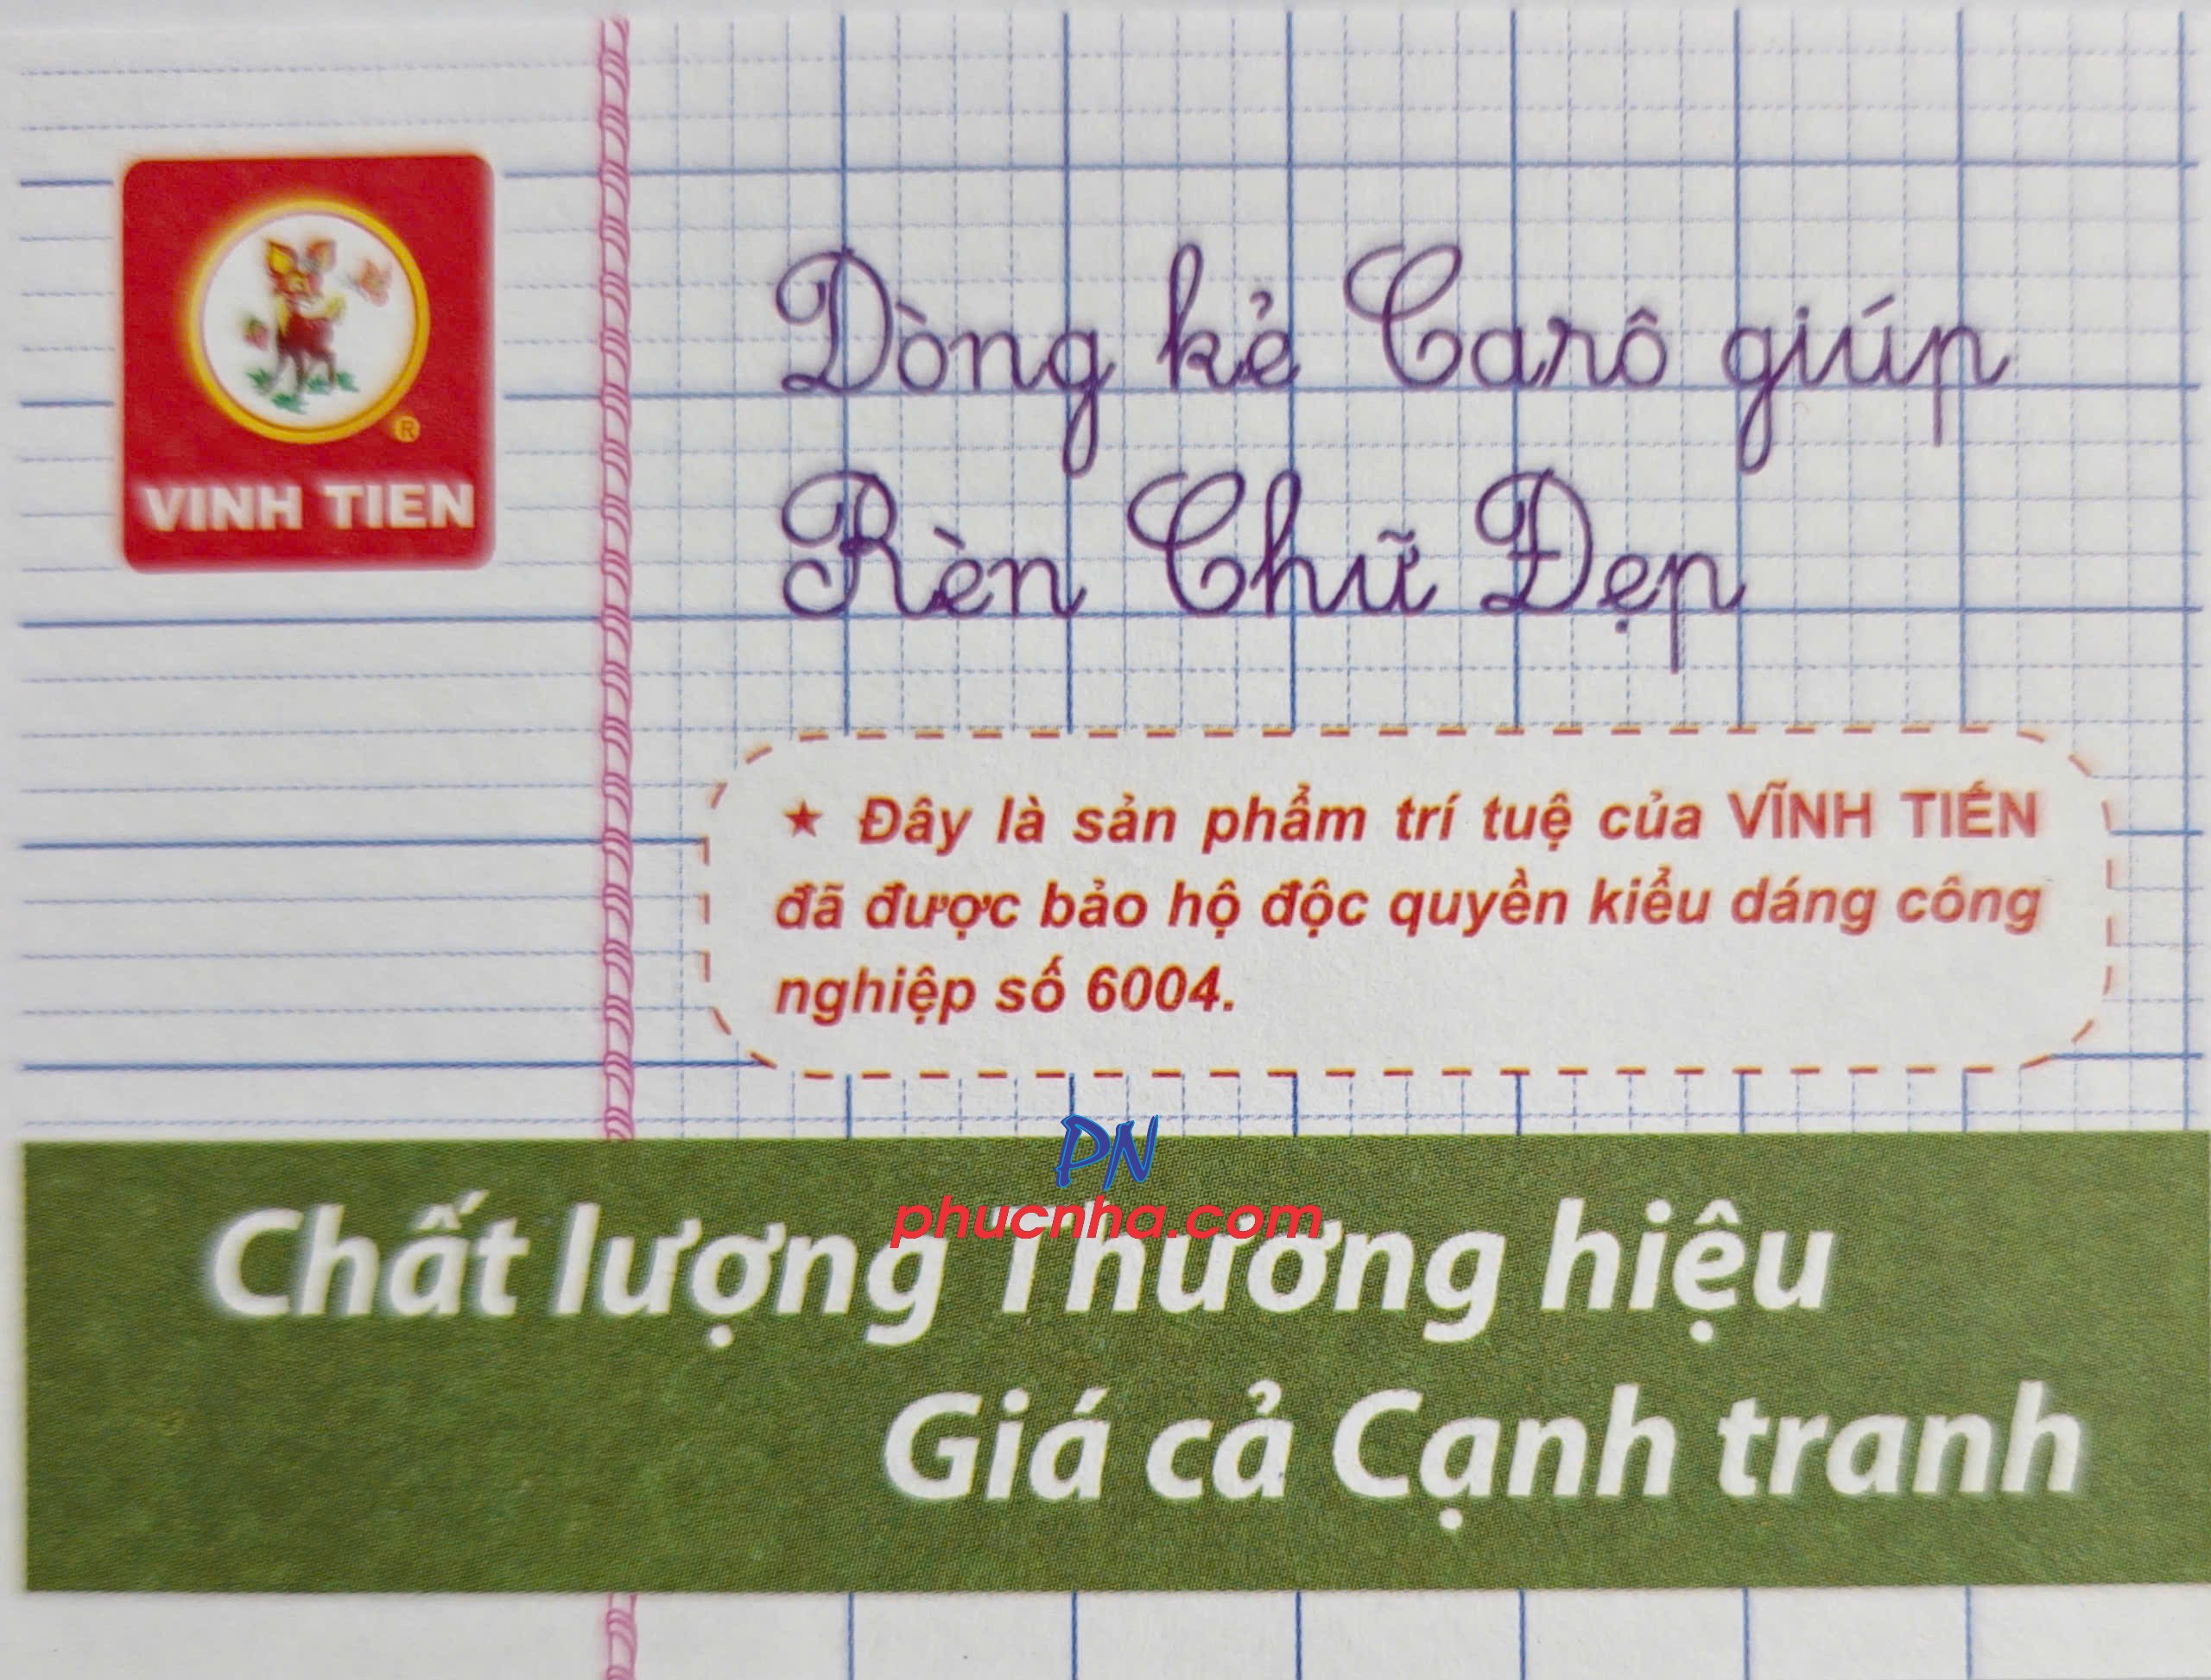 Dòng kẻ Carô giúp
Rèn Chữ Đẹp
®
VINH TIEN
★ Đây là sản phẩm trí tuệ của VĨNH TIẾN
đã được bảo hộ độc quyền kiểu dáng công
nghiệp số 6004.
PN
phucnha.com
Chất lượng Thương hiệu
Giá cả Cạnh tranh